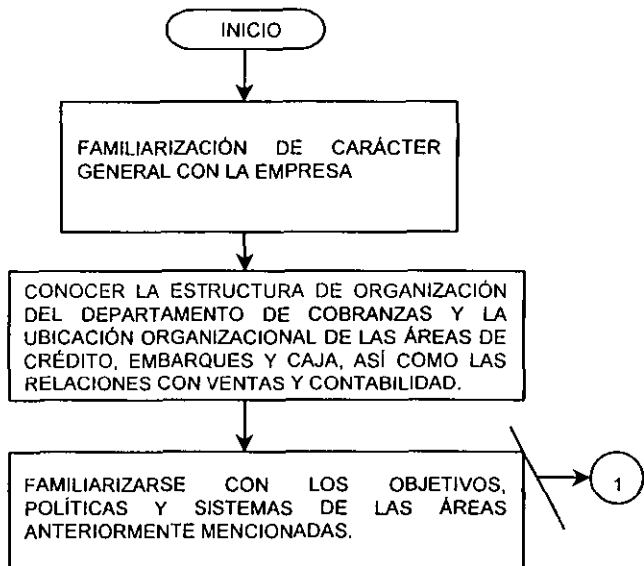 INICIO
FAMILIARIZACIÓN DE CARÁCTER
GENERAL CON LA EMPRESA
CONOCER LA ESTRUCTURA DE ORGANIZACIÓN
DEL DEPARTAMENTO DE COBRANZAS Y LA
UBICACIÓN ORGANIZACIONAL DE LAS ÁREAS DE
CRÉDITO, EMBARQUES Y CAJA, ASÍ COMO LAS
RELACIONES CON VENTAS Y CONTABILIDAD.
FAMILIARIZARSE CON LOS OBJETIVOS,
POLÍTICAS Y SISTEMAS DE LAS ÁREAS
ANTERIORMENTE MENCIONADAS.
1